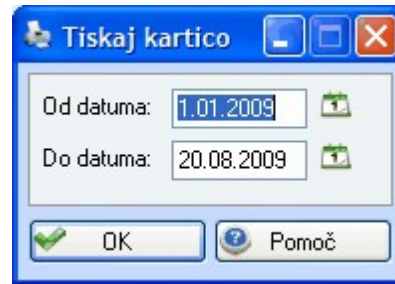 Tiskaj kartico
Od datuma: 1.01.2009
Do datuma: 20.08.2009
OK Pomoč